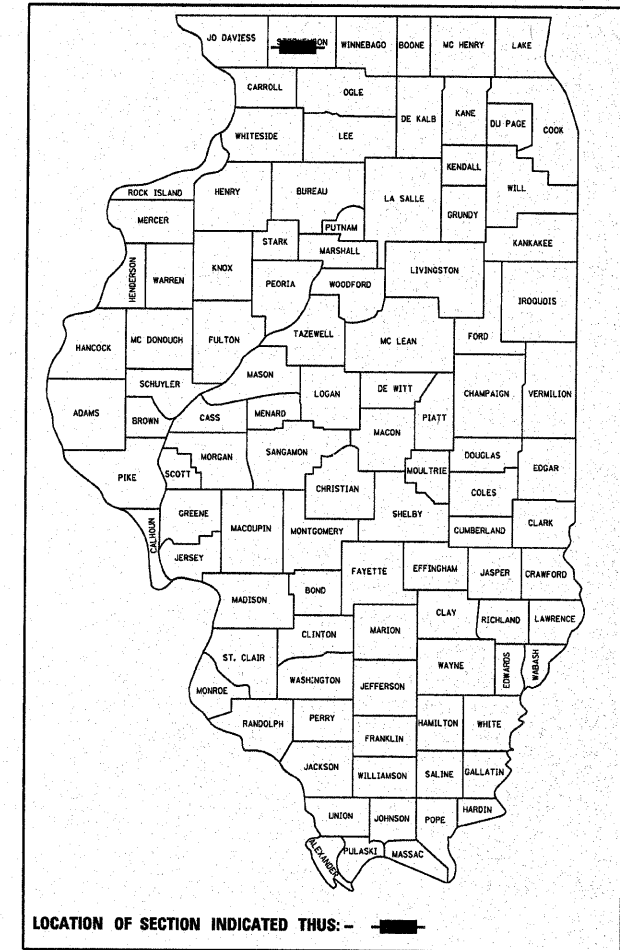 JO DAVIESS STEPHENSON WINNEBAGO BOONE MC HENRY LAKE
CARROLL OGLE DE KALB KANE DU PAGE COOK
WHITESIDE LEE
KENDALL WILL
ROCK ISLAND HENRY BUREAU LA SALLE GRUNDY
MERCER PUTNAM
STARK MARSHALL KANKAKEE
HENDERSON WARREN KNOX PEORIA WOODFORD LIVINGSTON IROQUOIS
HANCOCK MC DONOUGH FULTON TAZEWELL MC LEAN FORD
MASON
SCHUYLER LOGAN DE WITT CHAMPAIGN VERMILION
ADAMS BROWN CASS MENARD PIATT
MACON
MORGAN SANGAMON DOUGLAS
PIKE SCOTT MOULTRIE EDGAR
CHRISTIAN COLES
GREENE MACOUPIN SHELBY
CALHOUN MONTGOMERY CUMBERLAND CLARK
JERSEY
FAYETTE EFFINGHAM JASPER CRAWFORD
MADISON BOND
CLAY RICHLAND LAWRENCE
CLINTON MARION
ST. CLAIR WAYNE EDWARDS WABASH
WASHINGTON JEFFERSON
MONROE
RANDOLPH PERRY HAMILTON WHITE
FRANKLIN
JACKSON WILLIAMSON SALINE GALLATIN
UNION JOHNSON POPE HARDIN
ALEXANDER PULASKI MASSAC
LOCATION OF SECTION INDICATED THUS: -